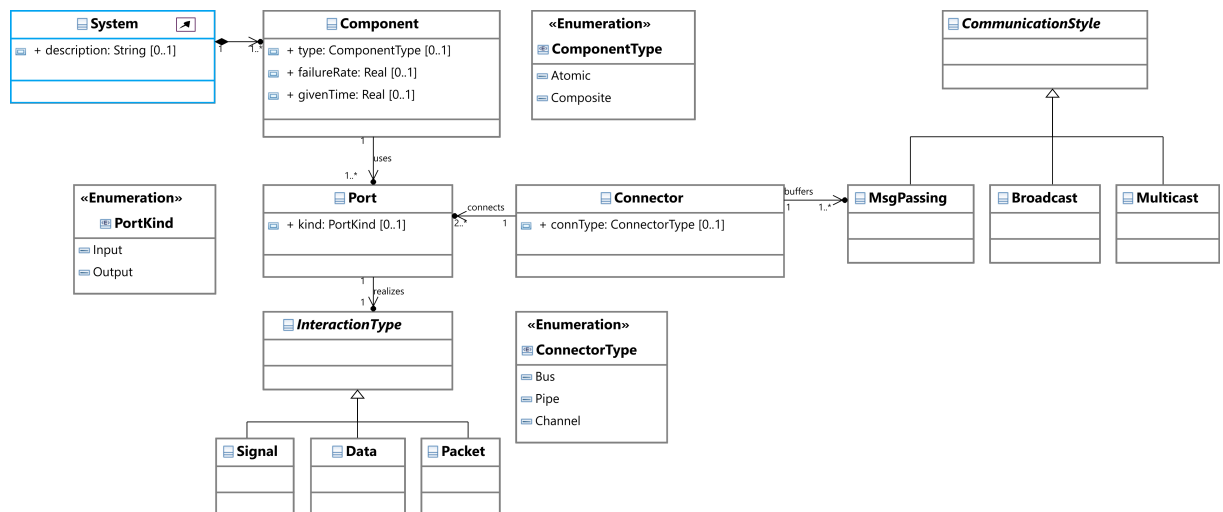 System
+ description: String [0..1]
1
1..*
Component
+ type: ComponentType [0..1]
+ failureRate: Real [0..1]
+ givenTime: Real [0..1]
«Enumeration»
ComponentType
Atomic
Composite
CommunicationStyle
1
uses
1..*
«Enumeration»
PortKind
Input
Output
Port
+ kind: PortKind [0..1]
connects
2..*
1
Connector
+ connType: ConnectorType [0..1]
buffers
1
1..*
MsgPassing
Broadcast
Multicast
1
realizes
1
InteractionType
«Enumeration»
ConnectorType
Bus
Pipe
Channel
Signal
Data
Packet